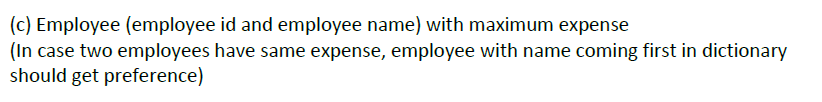 (c) Employee (employee id and employee name) with maximum expense
(In case two employees have same expense, employee with name coming first in dictionary
should get preference)